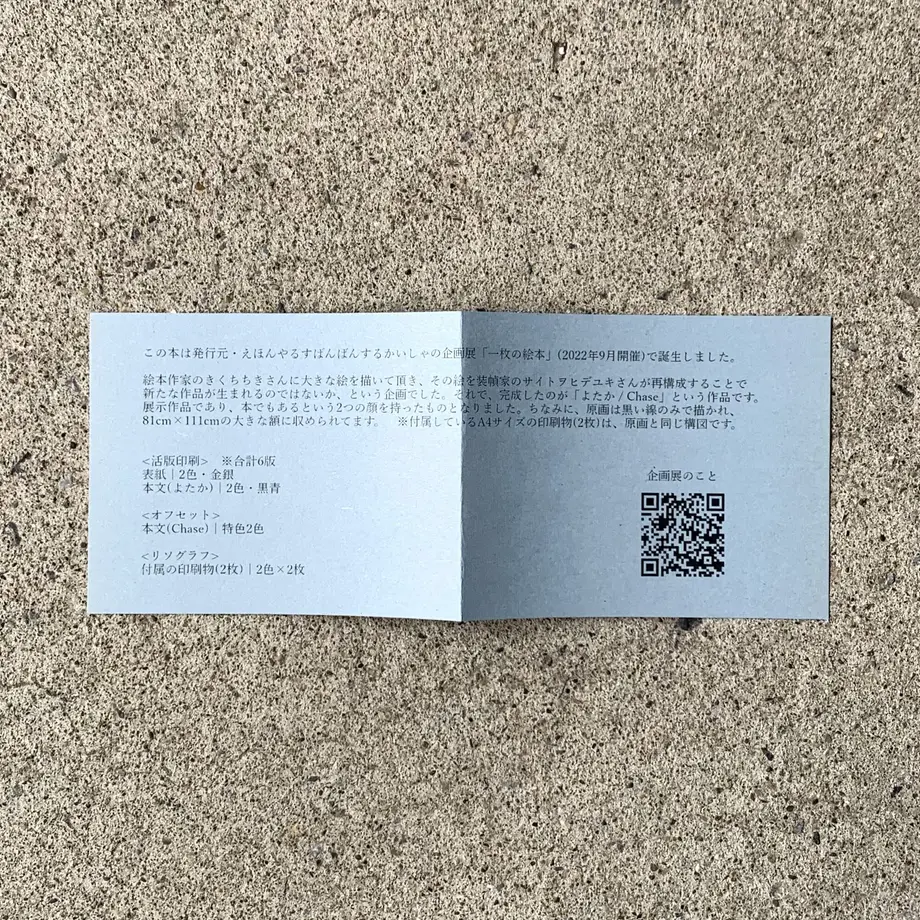 この本は発行元・えほんやるすばんばんするかいしゃの企画展「一枚の絵本」(2022年9月開催)で誕生しました。
絵本作家のきくちちきさんに大きな絵を描いて頂き、その絵を装幀家のサイトヲヒデユキさんが再構成することで
新たな作品が生まれるのではないか、という企画でした。それで、完成したのが「よたか / Chase」という作品です。
展示作品であり、本でもあるという2つの顔を持ったものとなりました。ちなみに、原画は黒い線のみで描かれ、
81cm×111cmの大きな額に収められてます。　※付属しているA4サイズの印刷物(2枚)は、原画と同じ構図です。
<活版印刷>　※合計6版
表紙｜2色・金銀
本文(よたか)｜2色・黒青
<オフセット>
本文(Chase)｜特色2色
<リソグラフ>
付属の印刷物(2枚)｜2色×2枚
企画展のこと